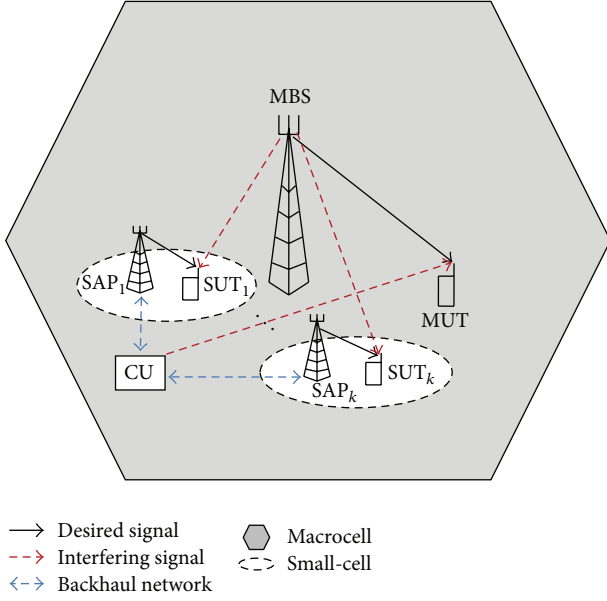 MBS
SAP₁
SUT₁
MUT
CU
SAPₖ
SUTₖ
Desired signal
Interfering signal
Backhaul network
Macrocell
Small-cell